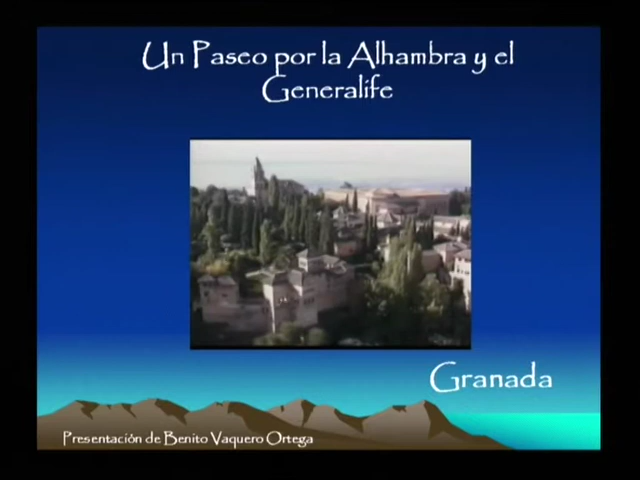 Un Paseo por la Alhambra y el
Generalife
Granada
Presentación de Benito Vaquero Ortega